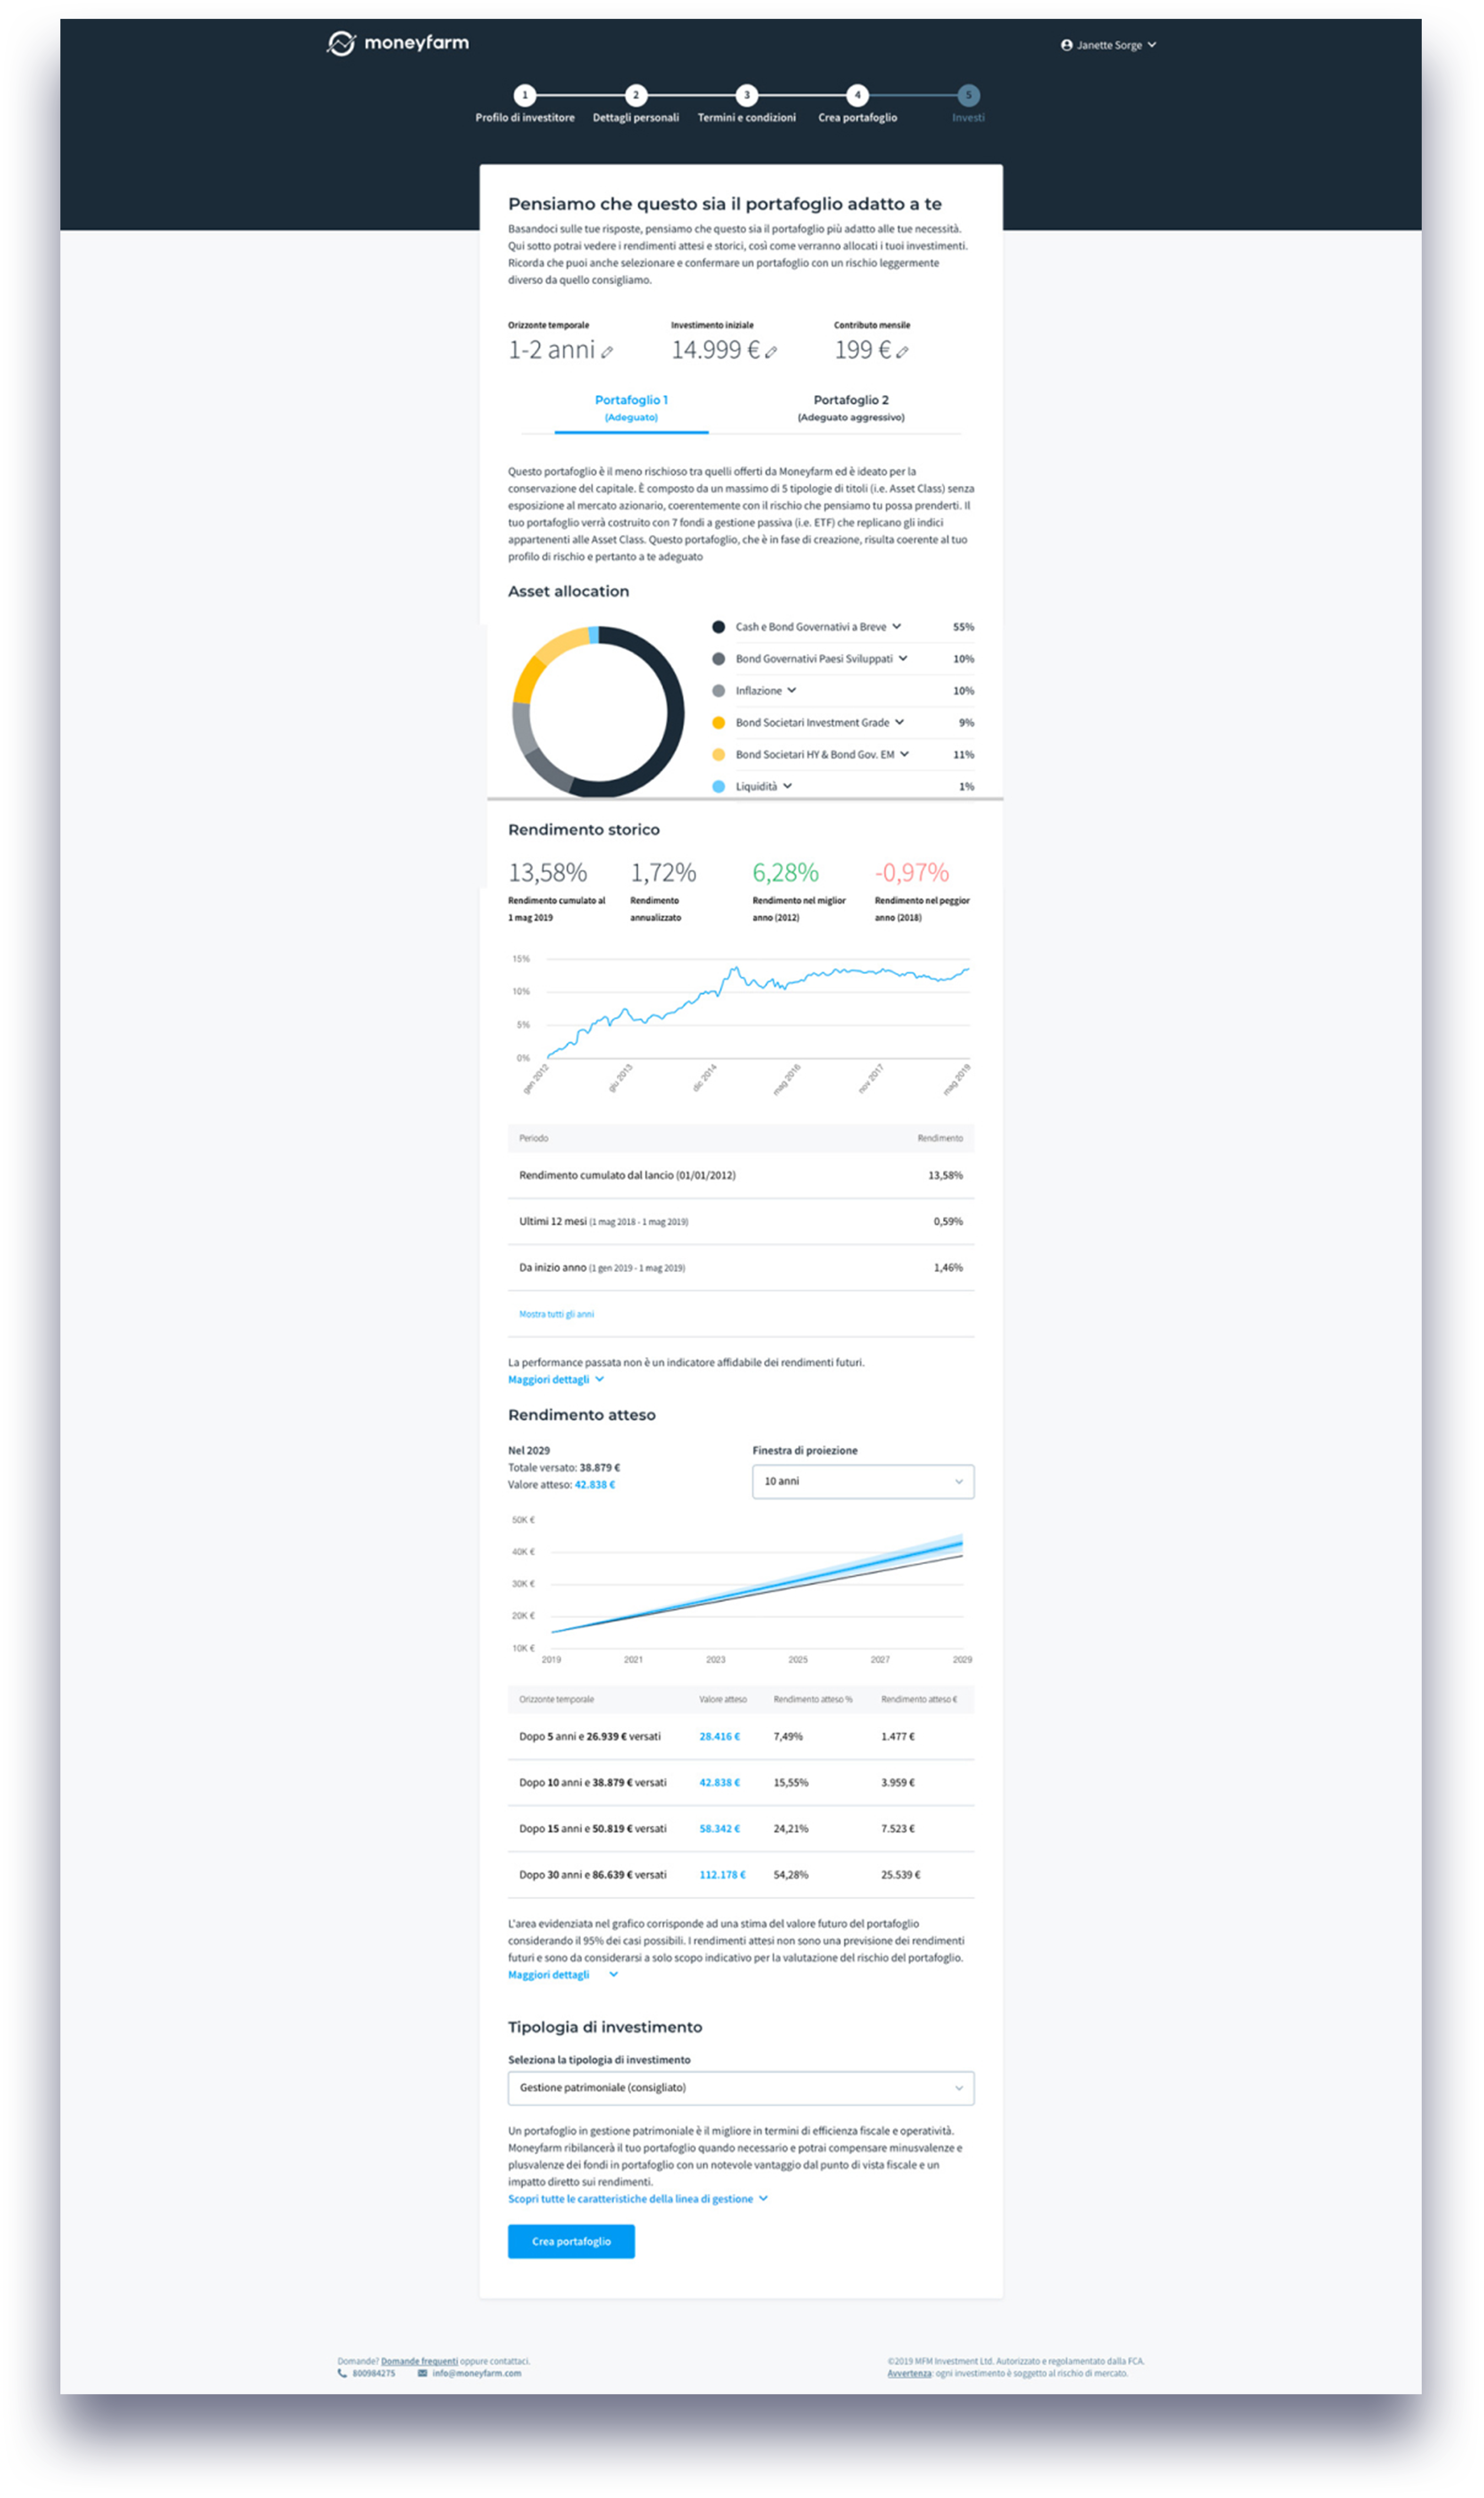 moneyfarm
Janette Sorge
1 2 3 4 5
Profilo di investitore Dettagli personali Termini e condizioni Crea portafoglio Investi
Pensiamo che questo sia il portafoglio adatto a te
Basandoci sulle tue risposte, pensiamo che questo sia il portafoglio più adatto alle tue necessità.
Qui sotto potrai vedere i rendimenti attesi e storici, così come verranno allocati i tuoi investimenti.
Ricorda che puoi anche selezionare e confermare un portafoglio con un rischio leggermente
diverso da quello consigliamo.
Orizzonte temporale Investimento iniziale Contributo mensile
1-2 anni 14.999 € 199 €
Portafoglio 1 Portafoglio 2
(Adeguato) (Adeguato aggressivo)
Questo portafoglio è il meno rischioso tra quelli offerti da Moneyfarm ed è ideato per la
conservazione del capitale. È composto da un massimo di 5 tipologie di titoli (i.e. Asset Class) senza
esposizione al mercato azionario, coerentemente con il rischio che pensiamo tu possa prenderti. Il
tuo portafoglio verrà costruito con 7 fondi a gestione passiva (i.e. ETF) che replicano gli indici
appartenenti alle Asset Class. Questo portafoglio, che è in fase di creazione, risulta coerente al tuo
profilo di rischio e pertanto a te adeguato
Asset allocation
Cash e Bond Governativi a Breve 55%
Bond Governativi Paesi Sviluppati 10%
Inflazione 10%
Bond Societari Investment Grade 9%
Bond Societari HY & Bond Gov. EM 11%
Liquidità 1%
Rendimento storico
13,58% 1,72% 6,28% -0,97%
Rendimento cumulato al Rendimento Rendimento nel miglior Rendimento nel peggior
1 mag 2019 annualizzato anno (2012) anno (2018)
15%
10%
5%
0%
gen 2012 giu 2013 dic 2014 mag 2016 nov 2017 mag 2019
Periodo Rendimento
Rendimento cumulato dal lancio (01/01/2012) 13,58%
Ultimi 12 mesi (1 mag 2018 - 1 mag 2019) 0,59%
Da inizio anno (1 gen 2019 - 1 mag 2019) 1,46%
Mostra tutti gli anni
La performance passata non è un indicatore affidabile dei rendimenti futuri.
Maggiori dettagli
Rendimento atteso
Nel 2029 Finestra di proiezione
Totale versato: 38.879 €
Valore atteso: 42.838 €
10 anni
50K €
40K €
30K €
20K €
10K €
2019 2021 2023 2025 2027 2029
Orizzonte temporale Valore atteso Rendimento atteso % Rendimento atteso €
Dopo 5 anni e 26.939 € versati 28.416 € 7,49% 1.477 €
Dopo 10 anni e 38.879 € versati 42.838 € 15,55% 3.959 €
Dopo 15 anni e 50.819 € versati 58.342 € 24,21% 7.523 €
Dopo 30 anni e 86.639 € versati 112.178 € 54,28% 25.539 €
L'area evidenziata nel grafico corrisponde ad una stima del valore futuro del portafoglio
considerando il 95% dei casi possibili. I rendimenti attesi non sono una previsione dei rendimenti
futuri e sono da considerarsi a solo scopo indicativo per la valutazione del rischio del portafoglio.
Maggiori dettagli
Tipologia di investimento
Seleziona la tipologia di investimento
Gestione patrimoniale (consigliato)
Un portafoglio in gestione patrimoniale è il migliore in termini di efficienza fiscale e operatività.
Moneyfarm ribilancerà il tuo portafoglio quando necessario e potrai compensare minusvalenze e
plusvalenze dei fondi in portafoglio con un notevole vantaggio dal punto di vista fiscale e un
impatto diretto sui rendimenti.
Scopri tutte le caratteristiche della linea di gestione
Crea portafoglio
Domande? Domande frequenti oppure contattaci.
800984275 info@moneyfarm.com
©2019 MFM Investment Ltd. Autorizzato e regolamentato dalla FCA.
Avvertenza: ogni investimento è soggetto al rischio di mercato.